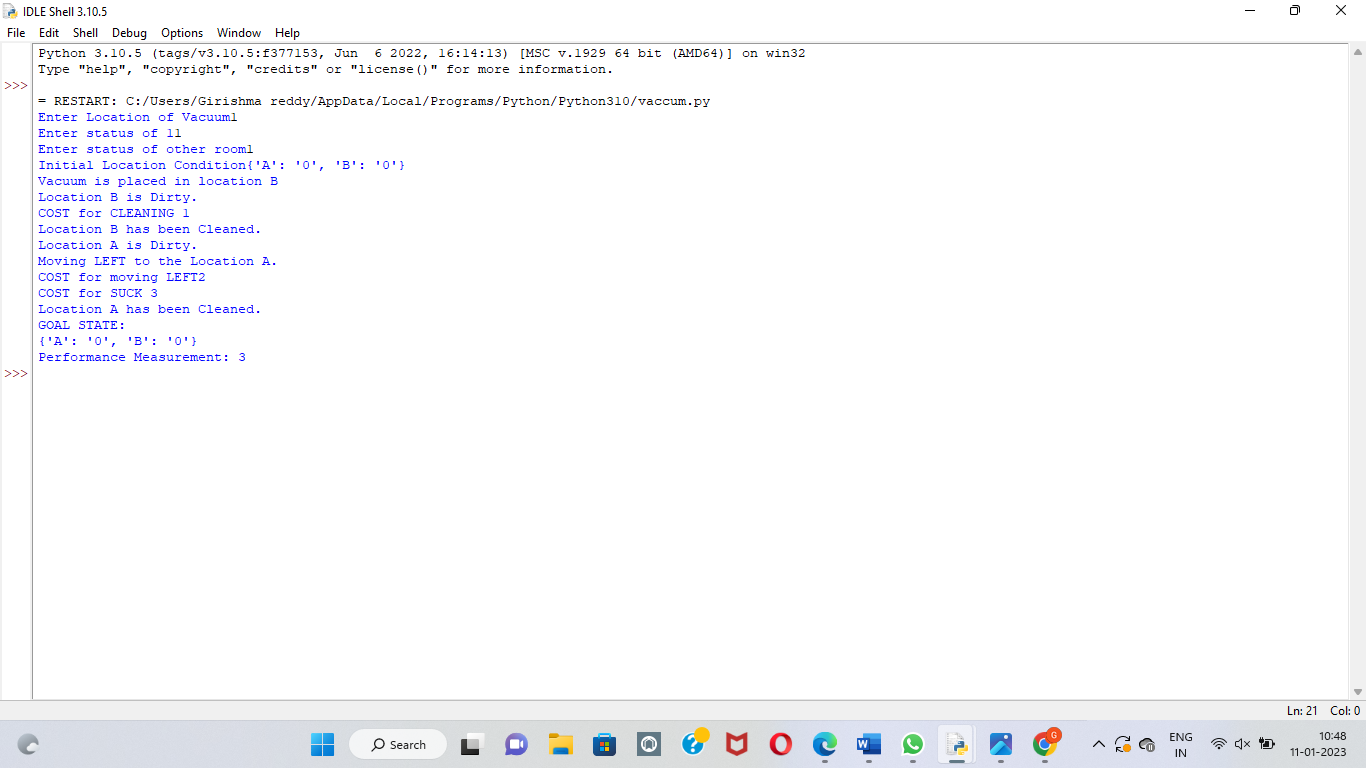 IDLE Shell 3.10.5
File Edit Shell Debug Options Window Help
Python 3.10.5 (tags/v3.10.5:f377153, Jun  6 2022, 16:14:13) [MSC v.1929 64 bit (AMD64)] on win32
Type "help", "copyright", "credits" or "license()" for more information.
>>>
= RESTART: C:/Users/Girishma reddy/AppData/Local/Programs/Python/Python310/vaccum.py
Enter Location of Vacuum1
Enter status of 11
Enter status of other room1
Initial Location Condition{'A': '0', 'B': '0'}
Vacuum is placed in location B
Location B is Dirty.
COST for CLEANING 1
Location B has been Cleaned.
Location A is Dirty.
Moving LEFT to the Location A.
COST for moving LEFT2
COST for SUCK 3
Location A has been Cleaned.
GOAL STATE:
{'A': '0', 'B': '0'}
Performance Measurement: 3
>>>
Ln: 21 Col: 0
Search
G
ENG
IN
10:48
11-01-2023